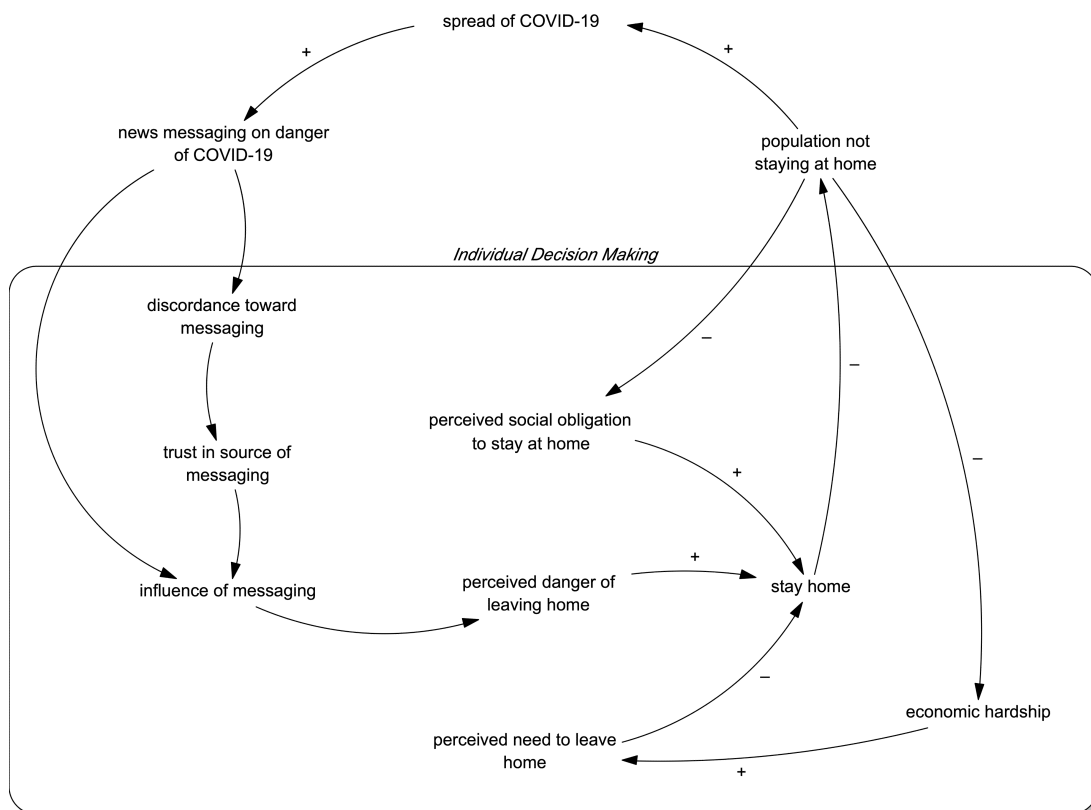 spread of COVID-19
+
+
news messaging on danger
of COVID-19
population not
staying at home
Individual Decision Making
discordance toward
messaging
–
–
perceived social obligation
to stay at home
trust in source of
messaging
+
–
+
influence of messaging
perceived danger of
leaving home
stay home
–
economic hardship
perceived need to leave
home
+